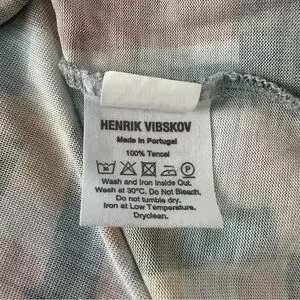 HENRIK VIBSKOV
Made in Portugal
100% Tencel
30 P
Wash and Iron Inside Out.
Wash at 30°C. Do Not Bleach.
Do not tumble dry.
Iron at Low Temperature.
Dryclean.